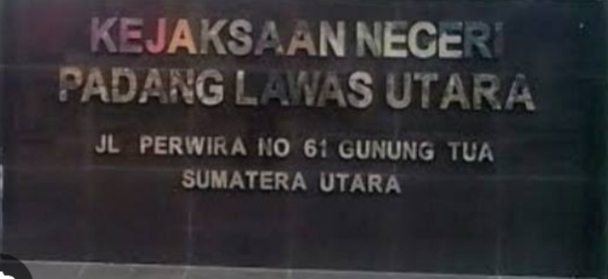 KEJAKSAAN NEGERI
PADANG LAWAS UTARA
JL PERWIRA NO 61 GUNUNG TUA
SUMATERA UTARA